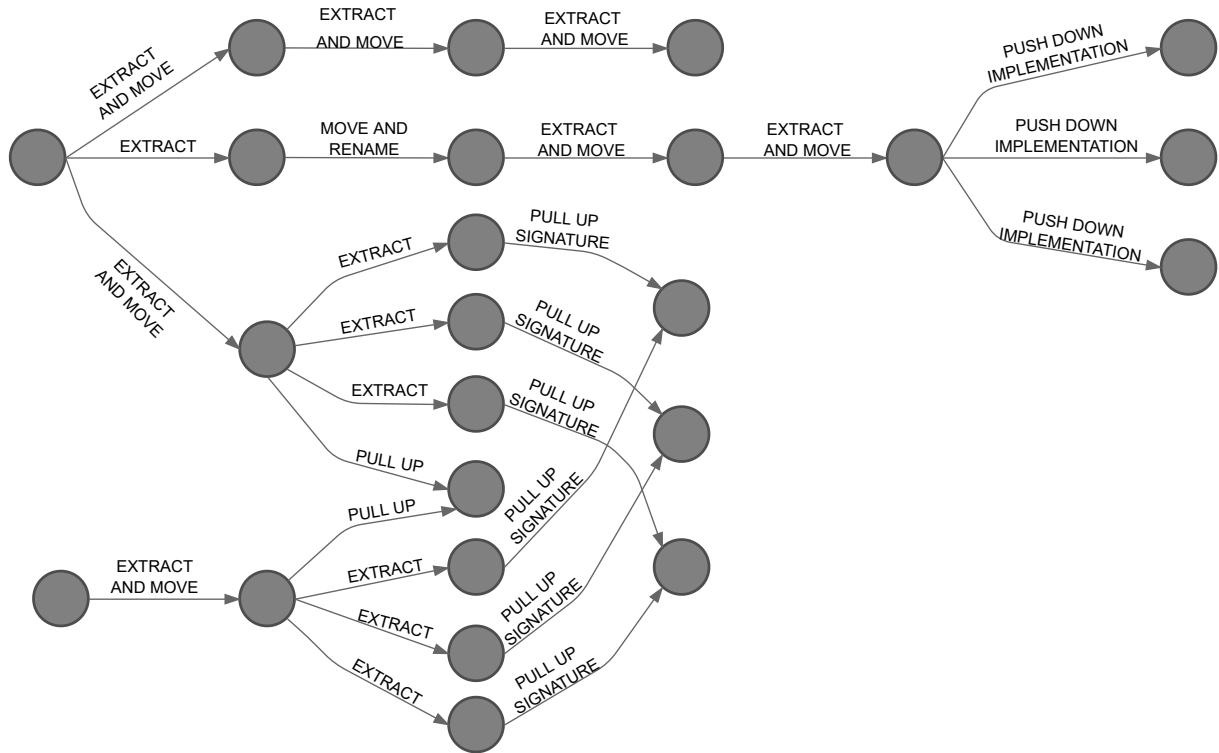 EXTRACT
AND MOVE
EXTRACT
AND MOVE
EXTRACT
AND MOVE
PUSH DOWN
IMPLEMENTATION
EXTRACT
MOVE AND
RENAME
EXTRACT
AND MOVE
EXTRACT
AND MOVE
PUSH DOWN
IMPLEMENTATION
PUSH DOWN
IMPLEMENTATION
EXTRACT
AND MOVE
EXTRACT
PULL UP
SIGNATURE
EXTRACT
PULL UP
SIGNATURE
EXTRACT
PULL UP
SIGNATURE
PULL UP
PULL UP
EXTRACT
AND MOVE
EXTRACT
PULL UP
SIGNATURE
EXTRACT
PULL UP
SIGNATURE
EXTRACT
PULL UP
SIGNATURE